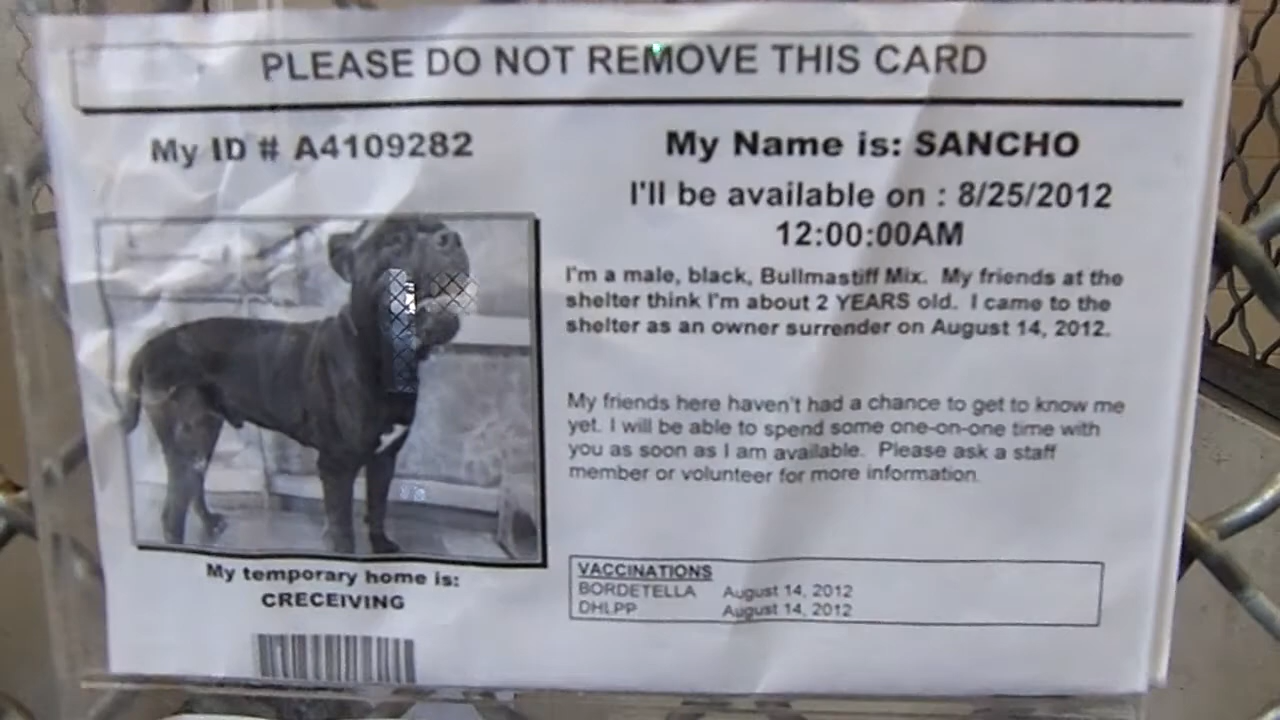 PLEASE DO NOT REMOVE THIS CARD
My ID # A4109282
My Name is: SANCHO
I'll be available on : 8/25/2012
12:00:00AM
I'm a male, black, Bullmastiff Mix. My friends at the
shelter think I'm about 2 YEARS old. I came to the
shelter as an owner surrender on August 14, 2012.
My friends here haven't had a chance to get to know me
yet. I will be able to spend some one-on-one time with
you as soon as I am available. Please ask a staff
member or volunteer for more information.
My temporary home is:
CRECEIVING
VACCINATIONS
BORDETELLA August 14, 2012
DHLPP August 14, 2012